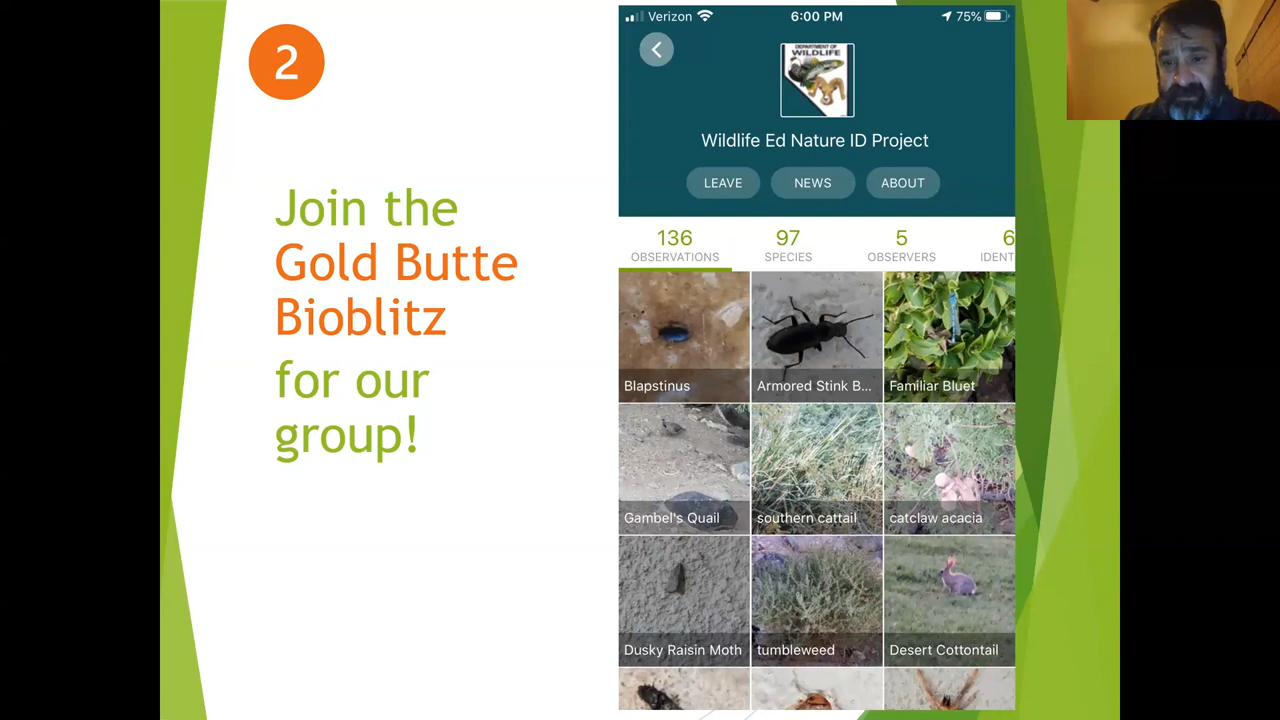 2
Join the
Gold Butte
Bioblitz
for our
group!
Verizon
6:00 PM
75%
DEPARTMENT OF
WILDLIFE
Wildlife Ed Nature ID Project
LEAVE
NEWS
ABOUT
136
OBSERVATIONS
97
SPECIES
5
OBSERVERS
6
IDENT
Blapstinus
Armored Stink B...
Familiar Bluet
Gambel's Quail
southern cattail
catclaw acacia
Dusky Raisin Moth
tumbleweed
Desert Cottontail